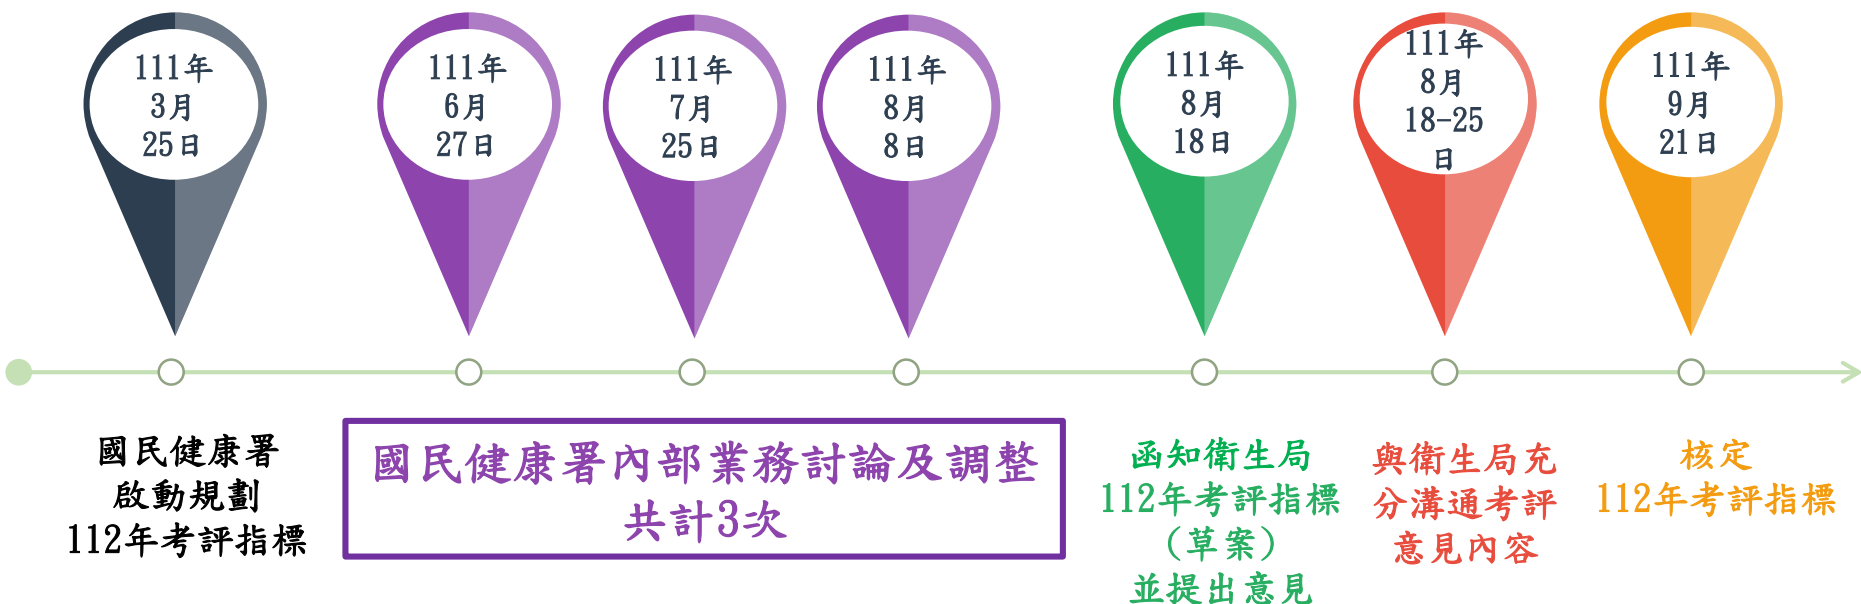 111年
3月
25日
111年
6月
27日
111年
7月
25日
111年
8月
8日
111年
8月
18日
111年
8月
18-25
日
111年
9月
21日
國民健康署
啟動規劃
112年考評指標
國民健康署內部業務討論及調整
共計3次
函知衛生局
112年考評指標
(草案)
並提出意見
與衛生局充
分溝通考評
意見內容
核定
112年考評指標